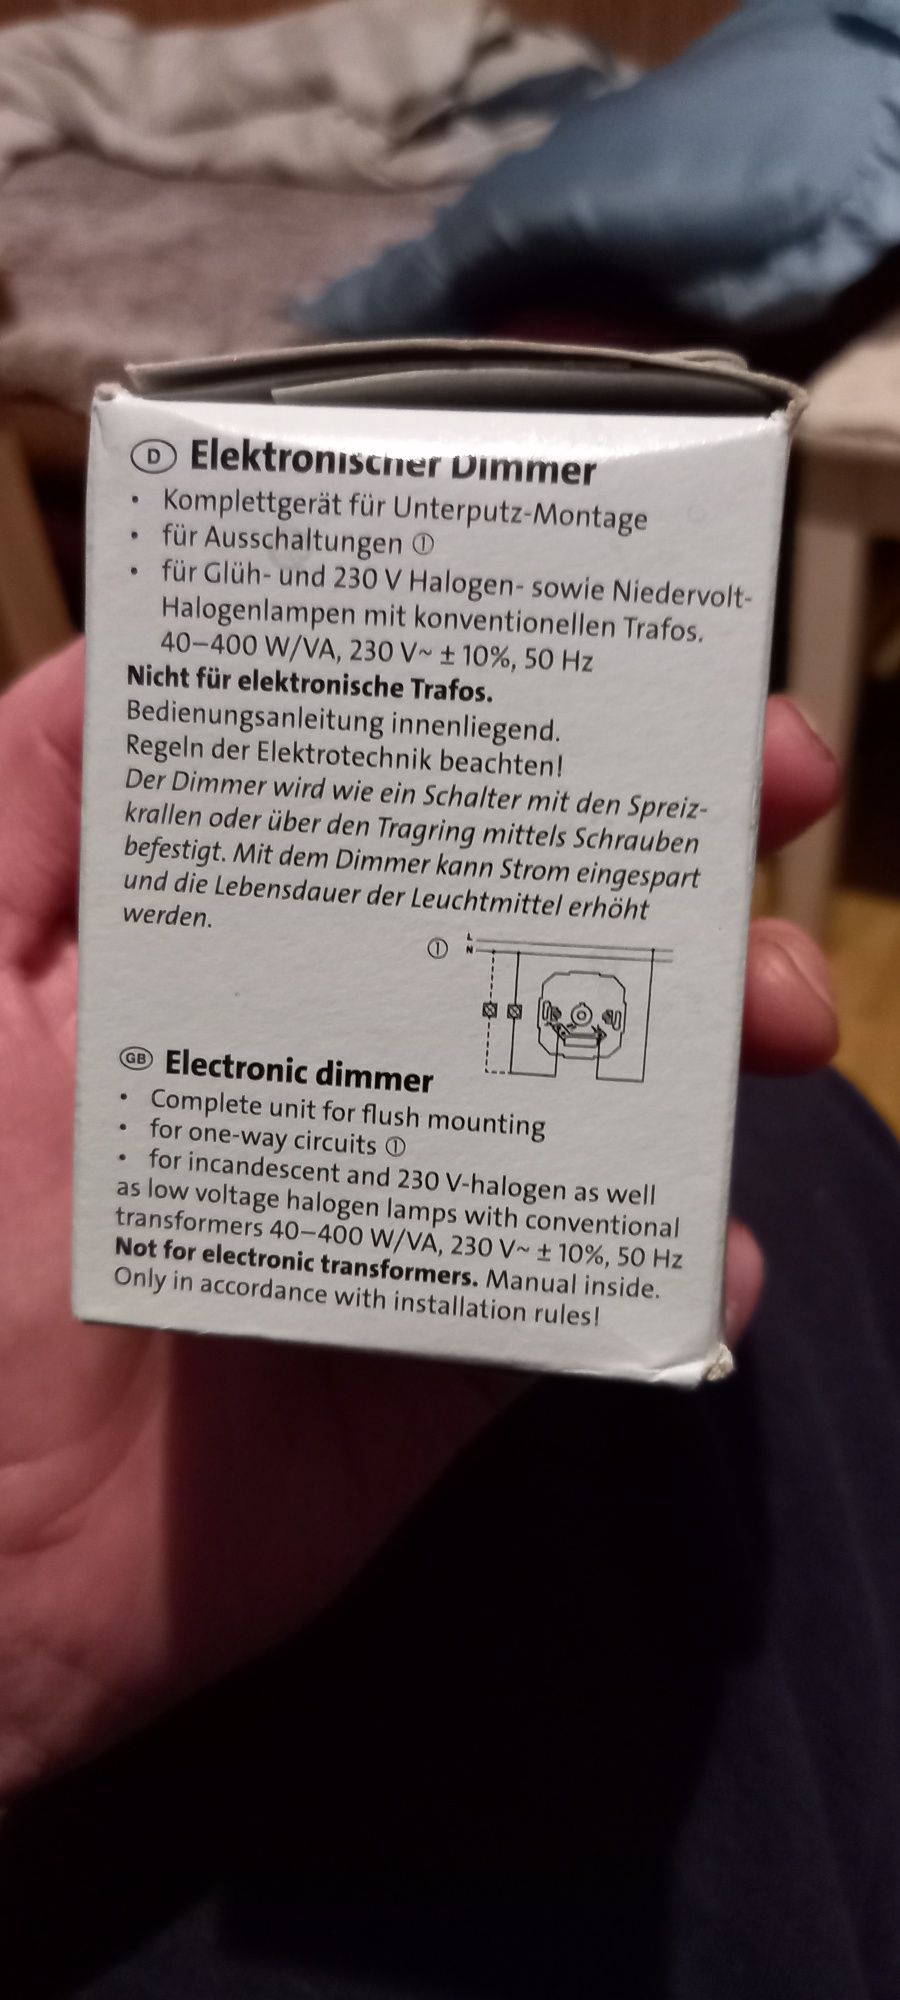 D Elektronischer Dimmer
• Komplettgerät für Unterputz-Montage
• für Ausschaltungen ①
• für Glüh- und 230 V Halogen- sowie Niedervolt-
Halogenlampen mit konventionellen Trafos.
40–400 W/VA, 230 V~ ± 10%, 50 Hz
Nicht für elektronische Trafos.
Bedienungsanleitung innenliegend.
Regeln der Elektrotechnik beachten!
Der Dimmer wird wie ein Schalter mit den Spreiz-
krallen oder über den Tragring mittels Schrauben
befestigt. Mit dem Dimmer kann Strom eingespart
und die Lebensdauer der Leuchtmittel erhöht
werden.
① L
N
GB Electronic dimmer
• Complete unit for flush mounting
• for one-way circuits ①
• for incandescent and 230 V-halogen as well
as low voltage halogen lamps with conventional
transformers 40–400 W/VA, 230 V~ ± 10%, 50 Hz
Not for electronic transformers. Manual inside.
Only in accordance with installation rules!